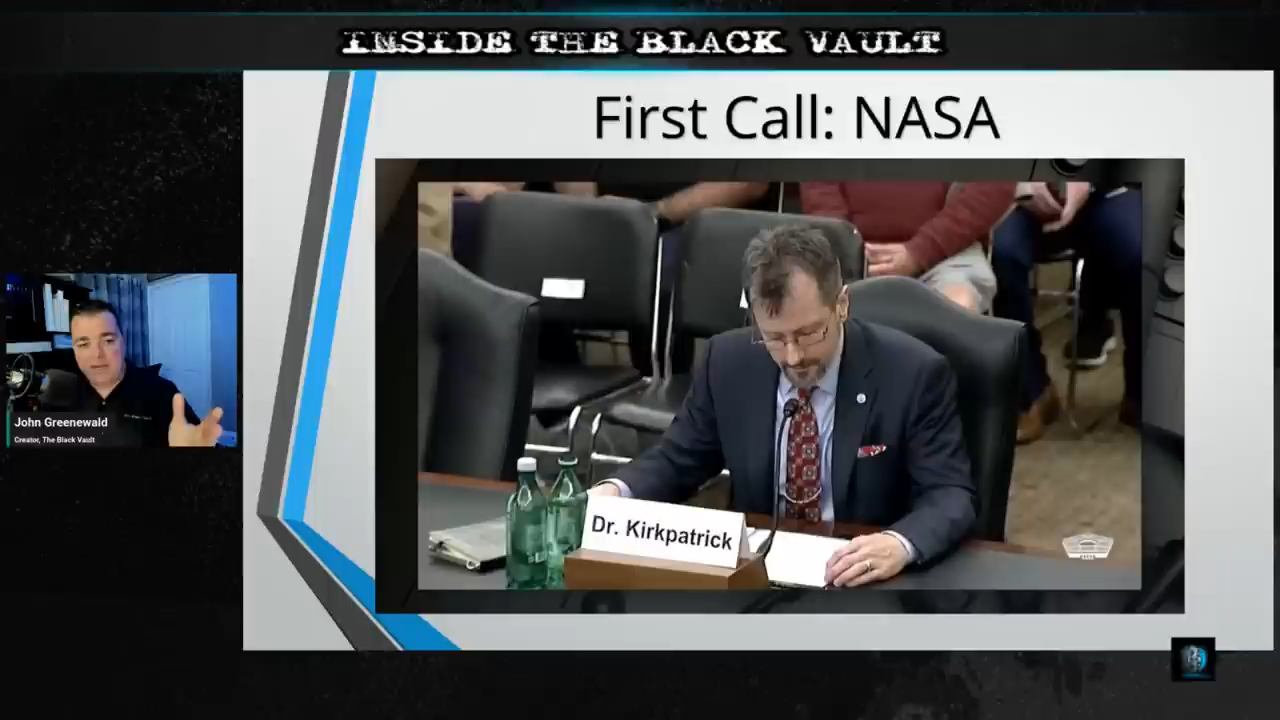 INSIDE THE BLACK VAULT
First Call: NASA
John Greenewald
Creator, The Black Vault
Dr. Kirkpatrick